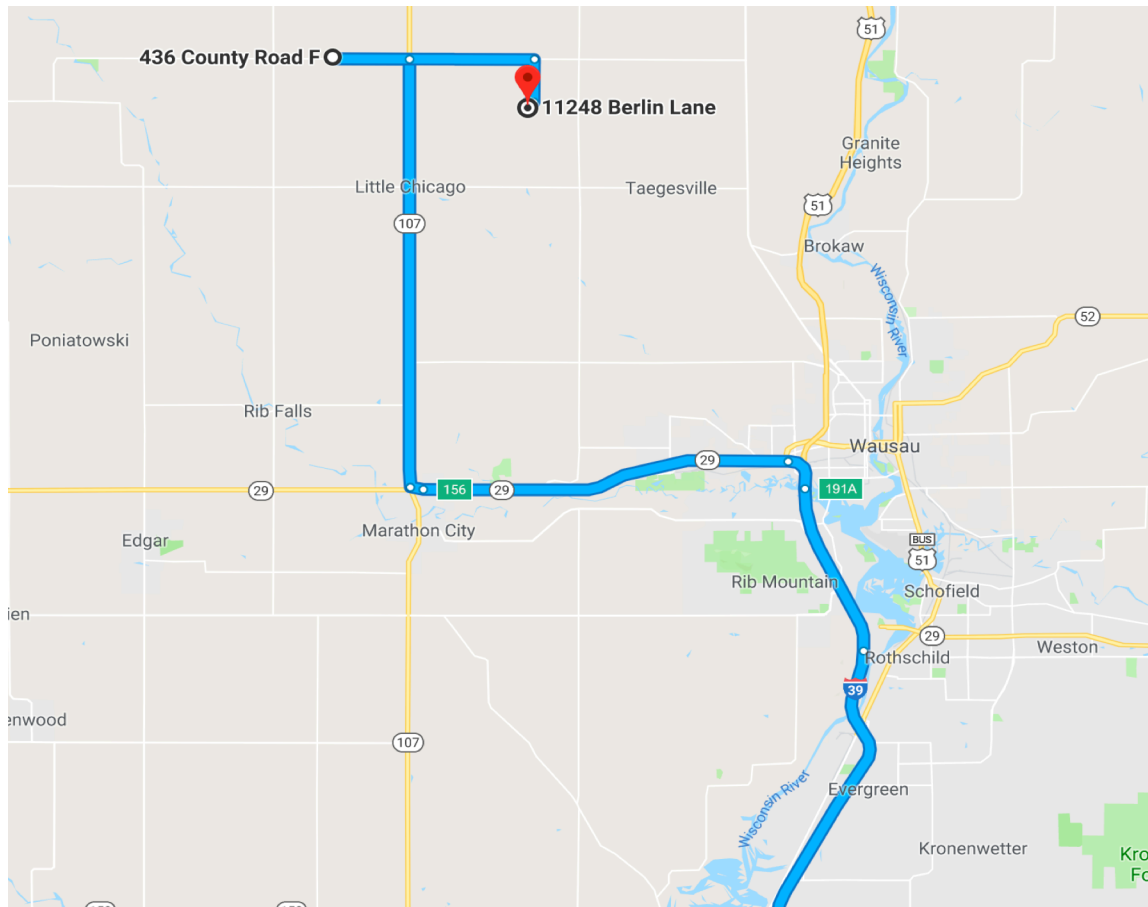 51
436 County Road F
11248 Berlin Lane
Granite
Heights
Little Chicago
Taegesville
51
107
Brokaw
Wisconsin River
52
Poniatowski
Rib Falls
Wausau
29
29
156
29
191A
Marathon City
Edgar
BUS
51
Rib Mountain
Schofield
ien
29
Weston
Rothschild
39
enwood
107
Evergreen
Wisconsin River
Kronenwetter
Kro
Fo